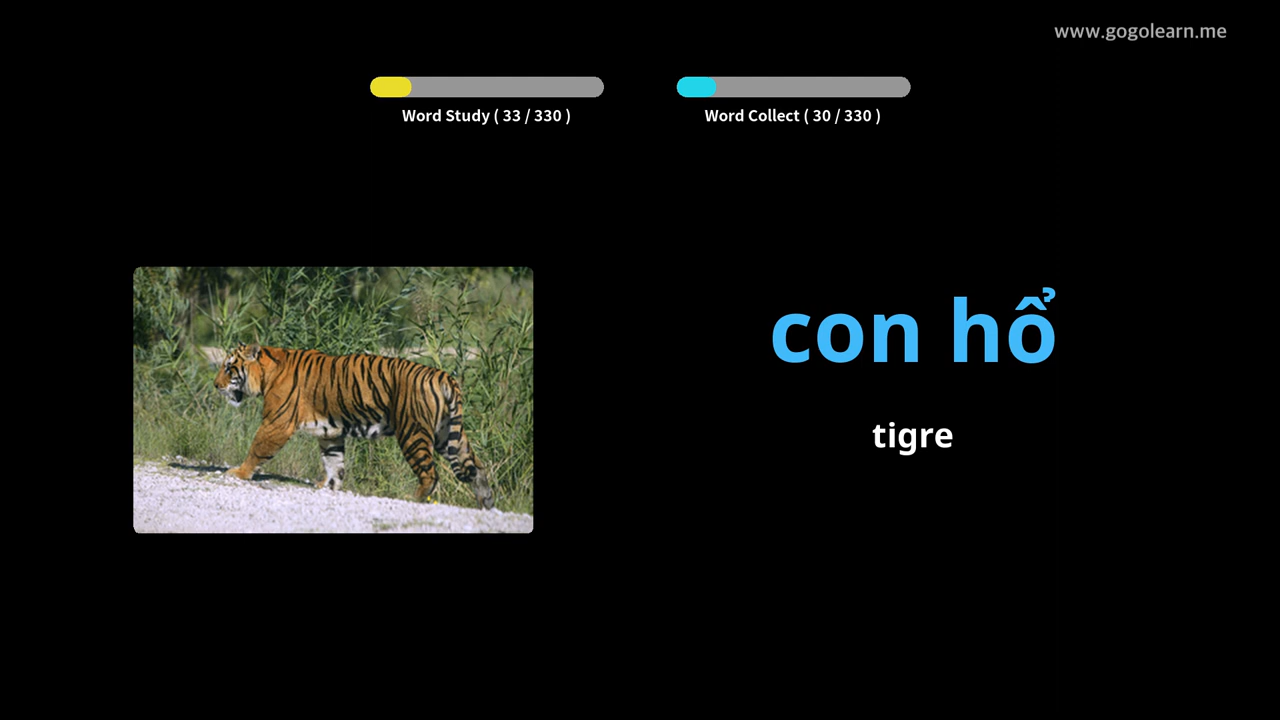 www.gogolearn.me
Word Study ( 33 / 330 )
Word Collect ( 30 / 330 )
con hổ
tigre